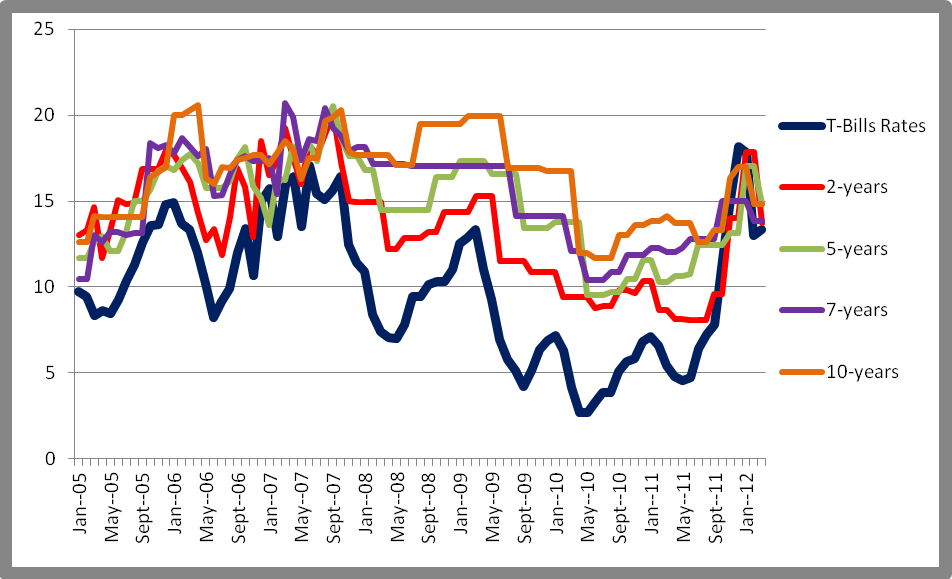 25
20
15
10
5
0
Jan--05
May--05
Sept--05
Jan--06
May--06
Sept--06
Jan--07
May--07
Sept--07
Jan--08
May--08
Sept--08
Jan--09
May--09
Sept--09
Jan--10
May--10
Sept--10
Jan--11
May--11
Sept--11
Jan--12
T-Bills Rates
2-years
5-years
7-years
10-years